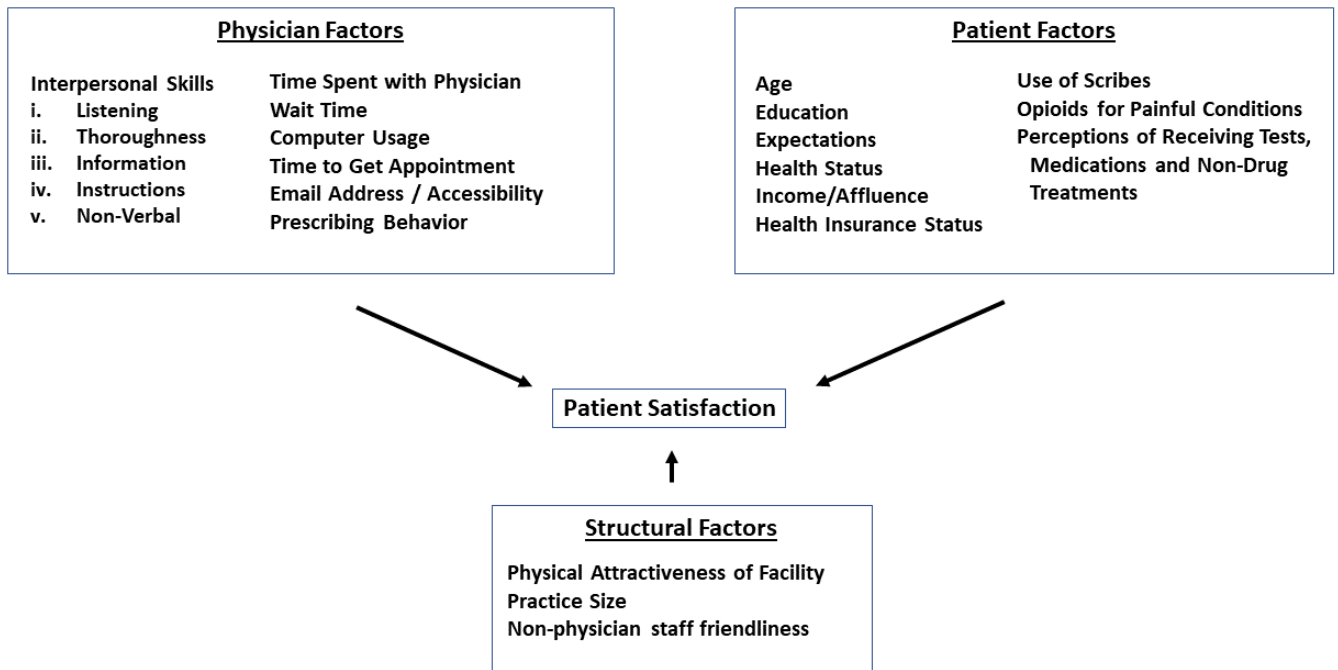 Physician Factors
Interpersonal Skills
i. Listening
ii. Thoroughness
iii. Information
iv. Instructions
v. Non-Verbal
Time Spent with Physician
Wait Time
Computer Usage
Time to Get Appointment
Email Address / Accessibility
Prescribing Behavior
Patient Factors
Age
Education
Expectations
Health Status
Income/Affluence
Health Insurance Status
Use of Scribes
Opioids for Painful Conditions
Perceptions of Receiving Tests,
Medications and Non-Drug
Treatments
Patient Satisfaction
Structural Factors
Physical Attractiveness of Facility
Practice Size
Non-physician staff friendliness